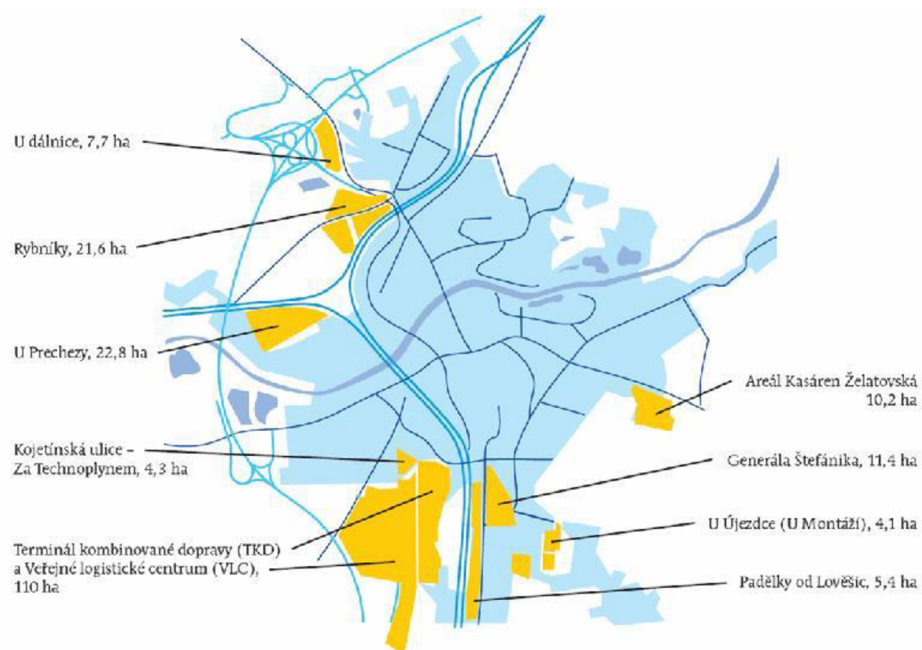 U dálnice, 7,7 ha
Rybníky, 21,6 ha
U Prechezy, 22,8 ha
Kojetínská ulice –
Za Technoplynem, 4,3 ha
Terminál kombinované dopravy (TKD)
a Veřejné logistické centrum (VLC),
110 ha
Areál Kasáren Želatovská
10,2 ha
Generála Štefánika, 11,4 ha
U Újezdce (U Montáží), 4,1 ha
Padělky od Lověšic, 5,4 ha